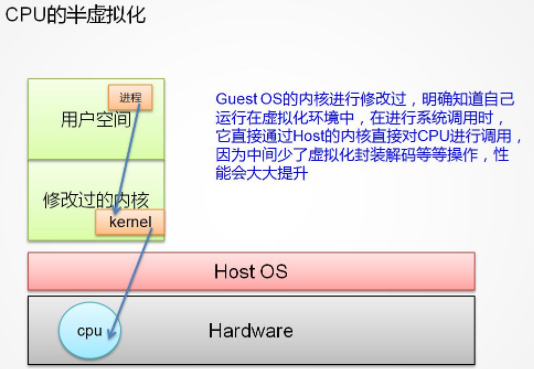 CPU的半虚拟化
进程
用户空间
修改过的内核
kernel
Guest OS的内核进行修改过，明确知道自己
运行在虚拟化环境中，在进行系统调用时，
它直接通过Host的内核直接对CPU进行调用，
因为中间少了虚拟化封装解码等等操作，性
能会大大提升
Host OS
cpu
Hardware